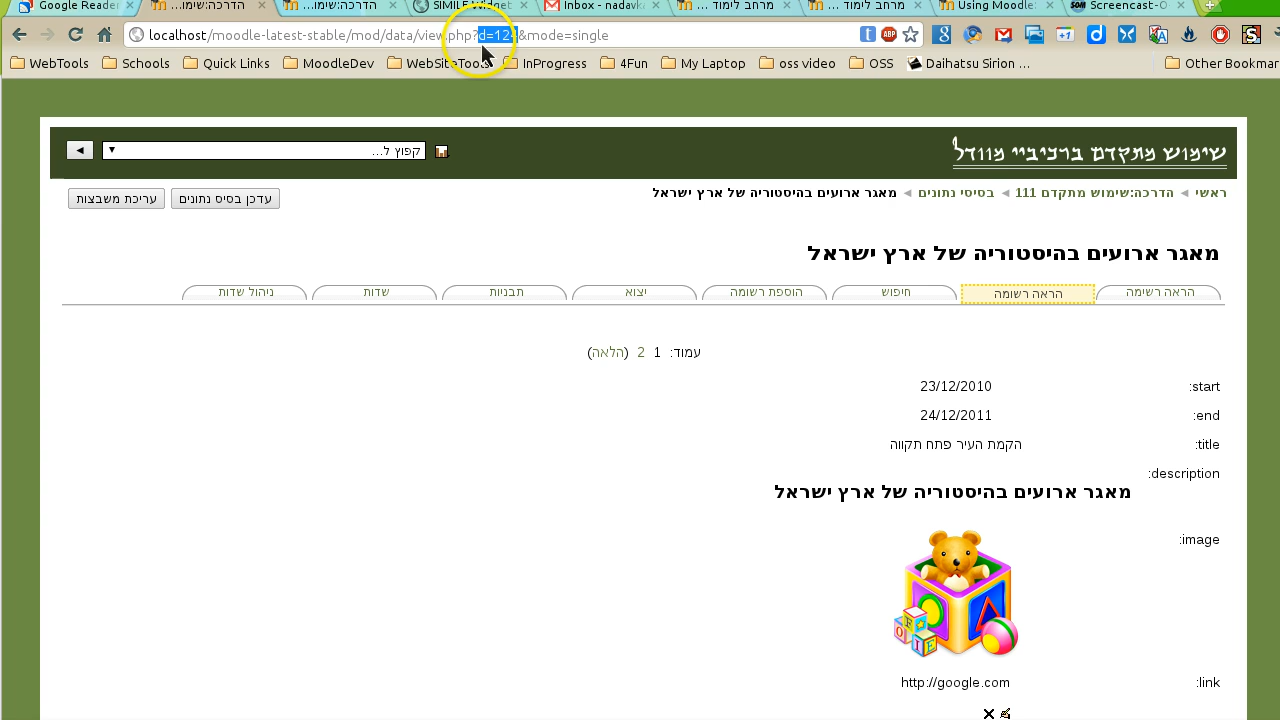 Google Reader
הדרכה:שימו...
הדרכה:שימו...
SIMILE Widget
Inbox - nadavka
מרחב לימוד ...
מרחב לימוד ...
Using Moodle:
Screencast-O
localhost/moodle-latest-stable/mod/data/view.php?d=124&mode=single
WebTools Schools Quick Links MoodleDev WebSiteTools InProgress 4Fun My Laptop oss video OSS Daihatsu Sirion ... Other Bookmar
שימוש מתקדם ברכיביי מוודל
קפוץ ל...
ראשי ◄ הדרכה:שימוש מתקדם 111 ◄ בסיסי נתונים ◄ מאגר ארועים בהיסטוריה של ארץ ישראל
עדכן בסיס נתונים
עריכת משבצות
מאגר ארועים בהיסטוריה של ארץ ישראל
הראה רשימה
הראה רשומה
חיפוש
הוספת רשומה
יצוא
תבניות
שדות
ניהול שדות
עמוד: 1 2 (הלאה)
start: 23/12/2010
end: 24/12/2011
title: הקמת העיר פתח תקווה
description:
מאגר ארועים בהיסטוריה של ארץ ישראל
image:
link: http://google.com